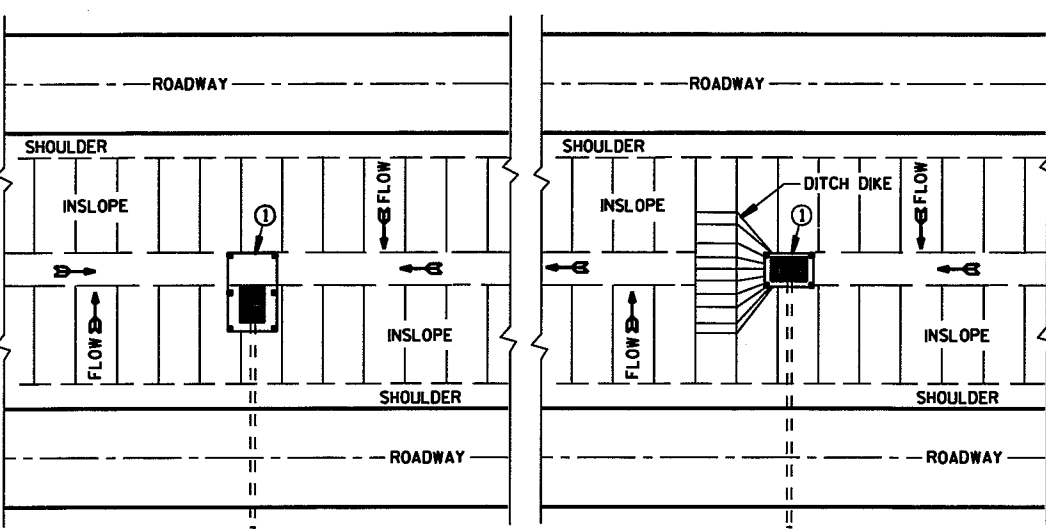 ROADWAY
SHOULDER
INSLOPE
FLOW
1
FLOW
INSLOPE
SHOULDER
ROADWAY
ROADWAY
SHOULDER
DITCH DIKE
INSLOPE
FLOW
1
FLOW
INSLOPE
SHOULDER
ROADWAY